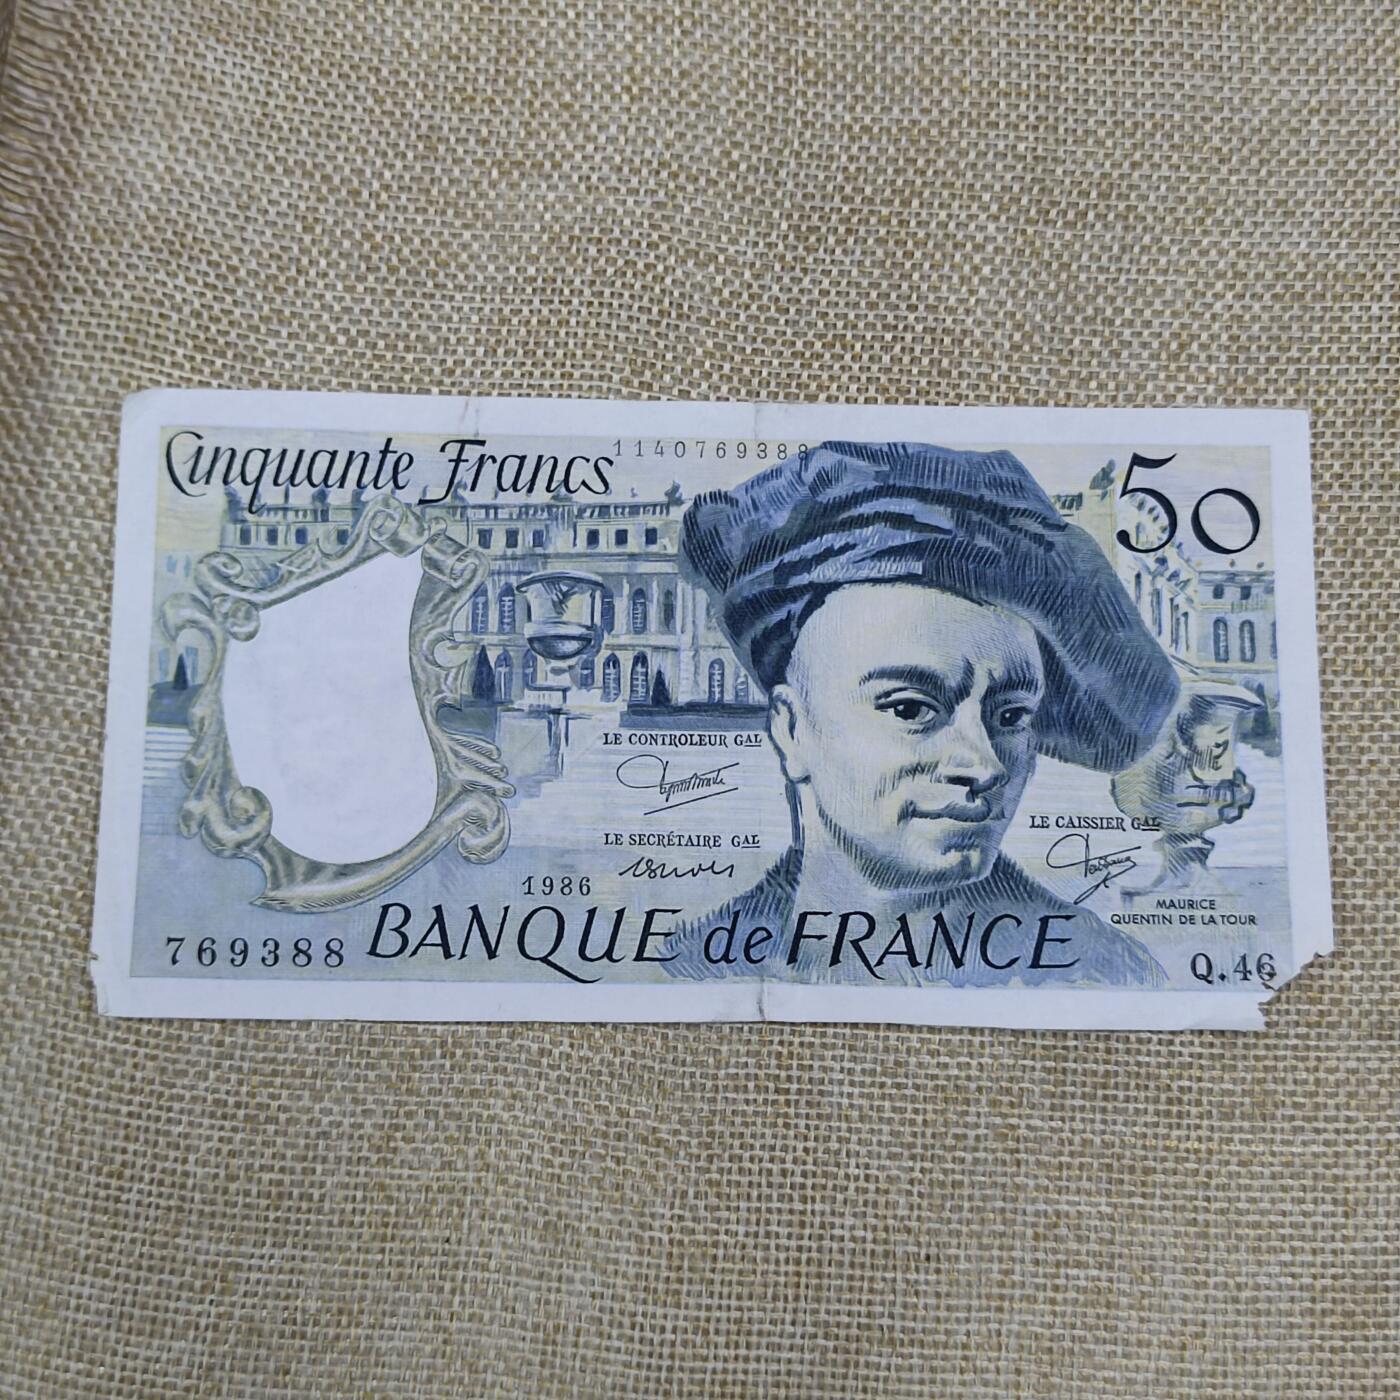 Cinquante Francs
1140769388
50
LE CONTROLEUR GAL
LE SECRÉTAIRE GAL
LE CAISSIER GAL
1986
MAURICE
QUENTIN DE LA TOUR
769388
BANQUE de FRANCE
Q.46